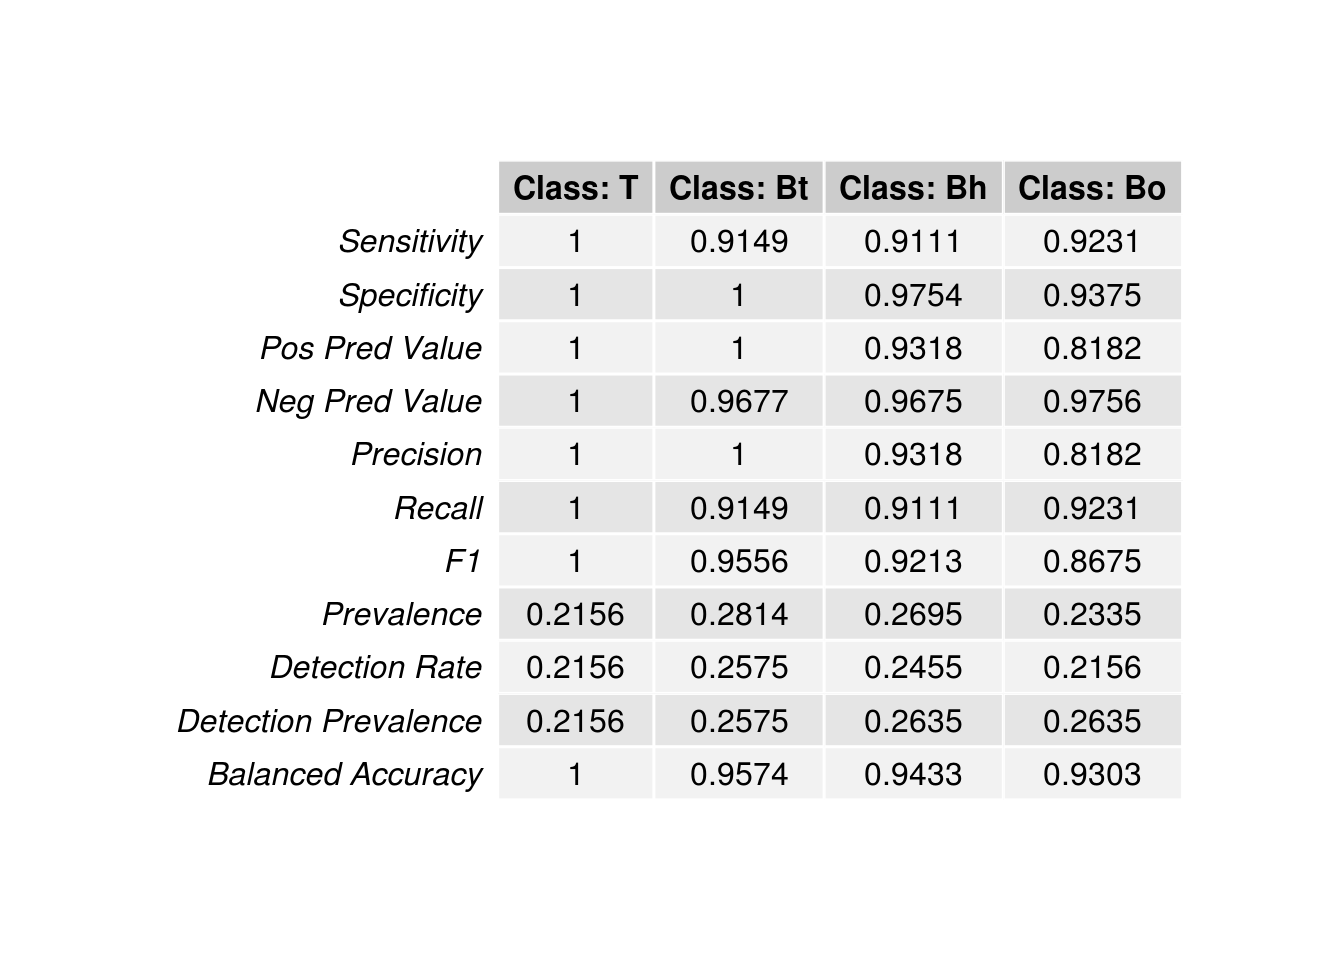 Class: T Class: Bt Class: Bh Class: Bo
Sensitivity 1 0.9149 0.9111 0.9231
Specificity 1 1 0.9754 0.9375
Pos Pred Value 1 1 0.9318 0.8182
Neg Pred Value 1 0.9677 0.9675 0.9756
Precision 1 1 0.9318 0.8182
Recall 1 0.9149 0.9111 0.9231
F1 1 0.9556 0.9213 0.8675
Prevalence 0.2156 0.2814 0.2695 0.2335
Detection Rate 0.2156 0.2575 0.2455 0.2156
Detection Prevalence 0.2156 0.2575 0.2635 0.2635
Balanced Accuracy 1 0.9574 0.9433 0.9303